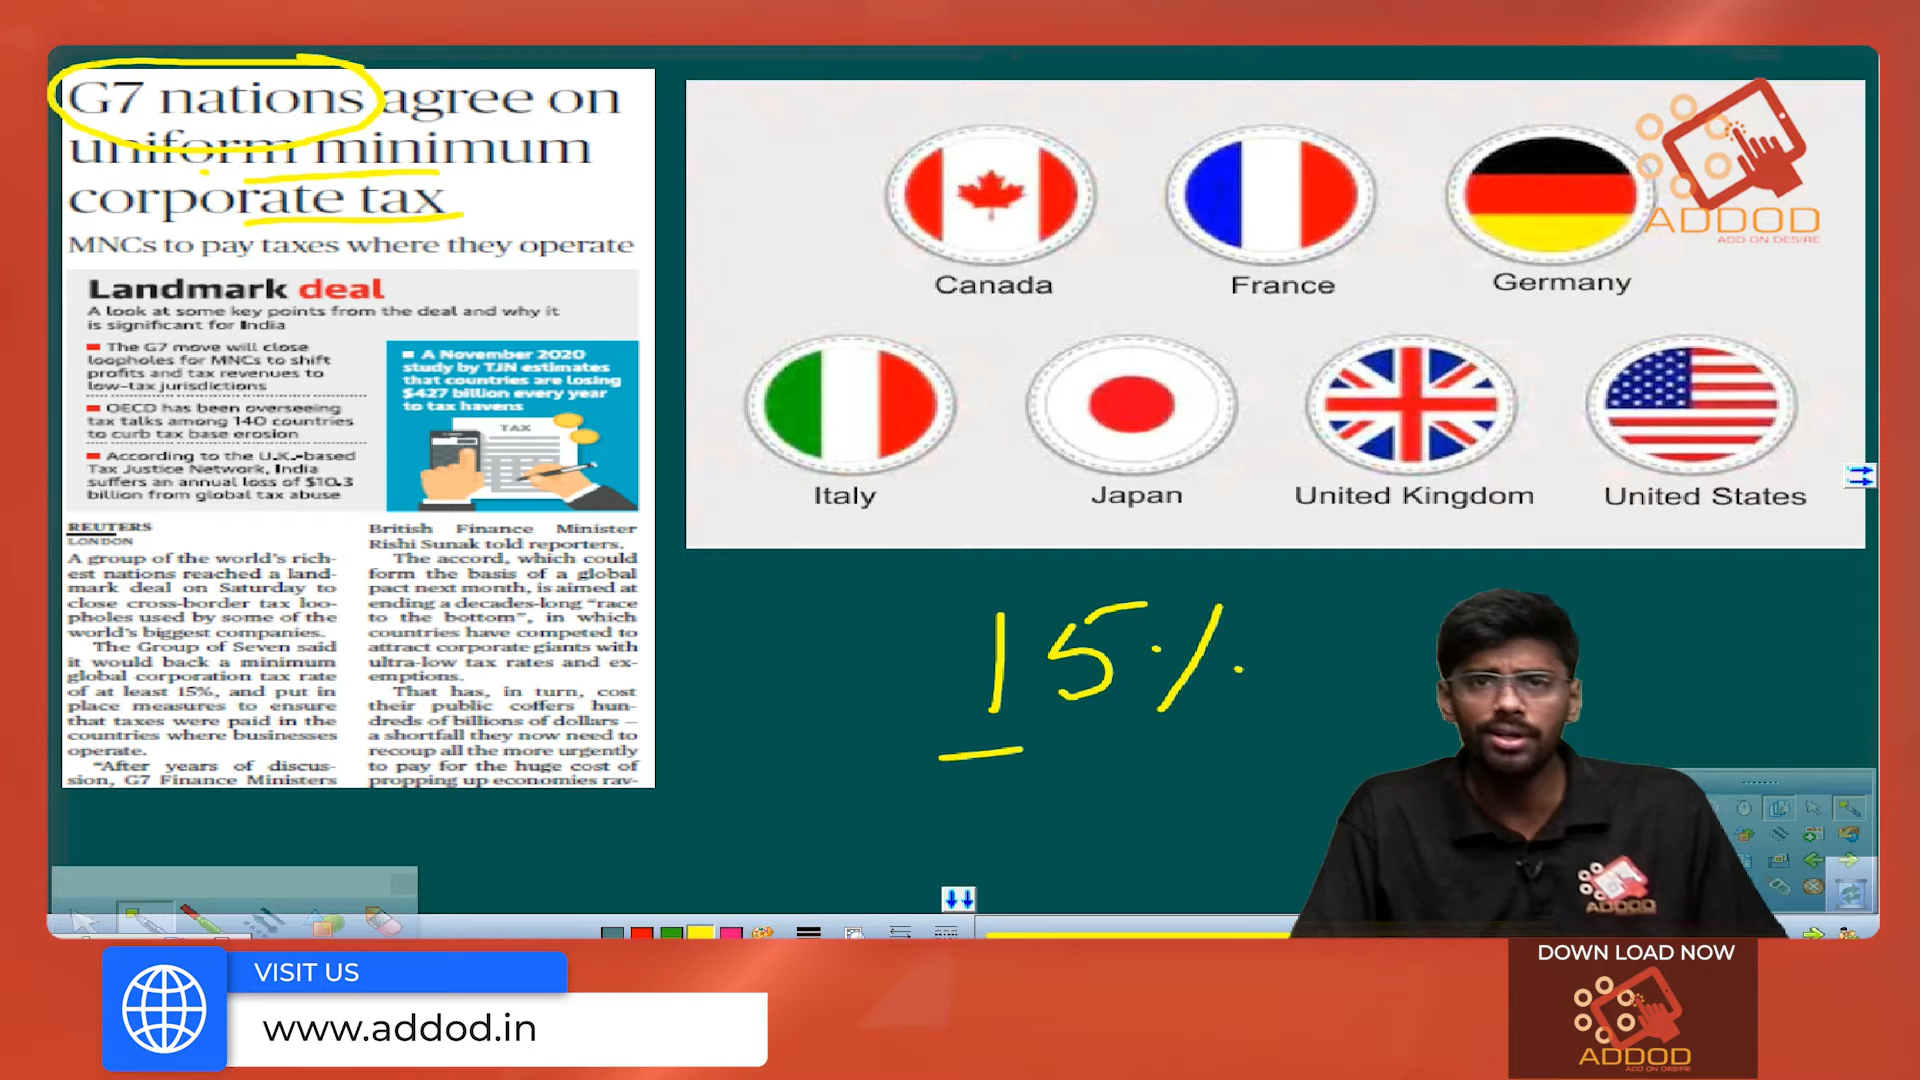 G7 nations agree on
uniform minimum
corporate tax
MNCs to pay taxes where they operate
Landmark deal
A look at some key points from the deal and why it
is significant for India
The G7 move will close
loopholes for MNCs to shift
profits and tax revenues to
low-tax jurisdictions
OECD has been overseeing
tax talks among 140 countries
to curb tax base erosion
According to the U.K.-based
Tax Justice Network, India
suffers an annual loss of $10.3
billion from global tax abuse
A November 2020
study by TJN estimates
that countries are losing
$427 billion every year
to tax havens
TAX
REUTERS
LONDON
A group of the world's rich-
est nations reached a land-
mark deal on Saturday to
close cross-border tax loo-
pholes used by some of the
world's biggest companies.
The Group of Seven said
it would back a minimum
global corporation tax rate
of at least 15%, and put in
place measures to ensure
that taxes were paid in the
countries where businesses
operate.
"After years of discus-
sion, G7 Finance Ministers
British Finance Minister
Rishi Sunak told reporters.
The accord, which could
form the basis of a global
pact next month, is aimed at
ending a decades-long "race
to the bottom", in which
countries have competed to
attract corporate giants with
ultra-low tax rates and ex-
emptions.
That has, in turn, cost
their public coffers hun-
dreds of billions of dollars –
a shortfall they now need to
recoup all the more urgently
to pay for the huge cost of
propping up economies rav-
Canada
France
Germany
Italy
Japan
United Kingdom
United States
ADDOD
ADD ON DESIRE
15%
ADDOD
VISIT US
www.addod.in
DOWN LOAD NOW
ADDOD
ADD ON DESIRE